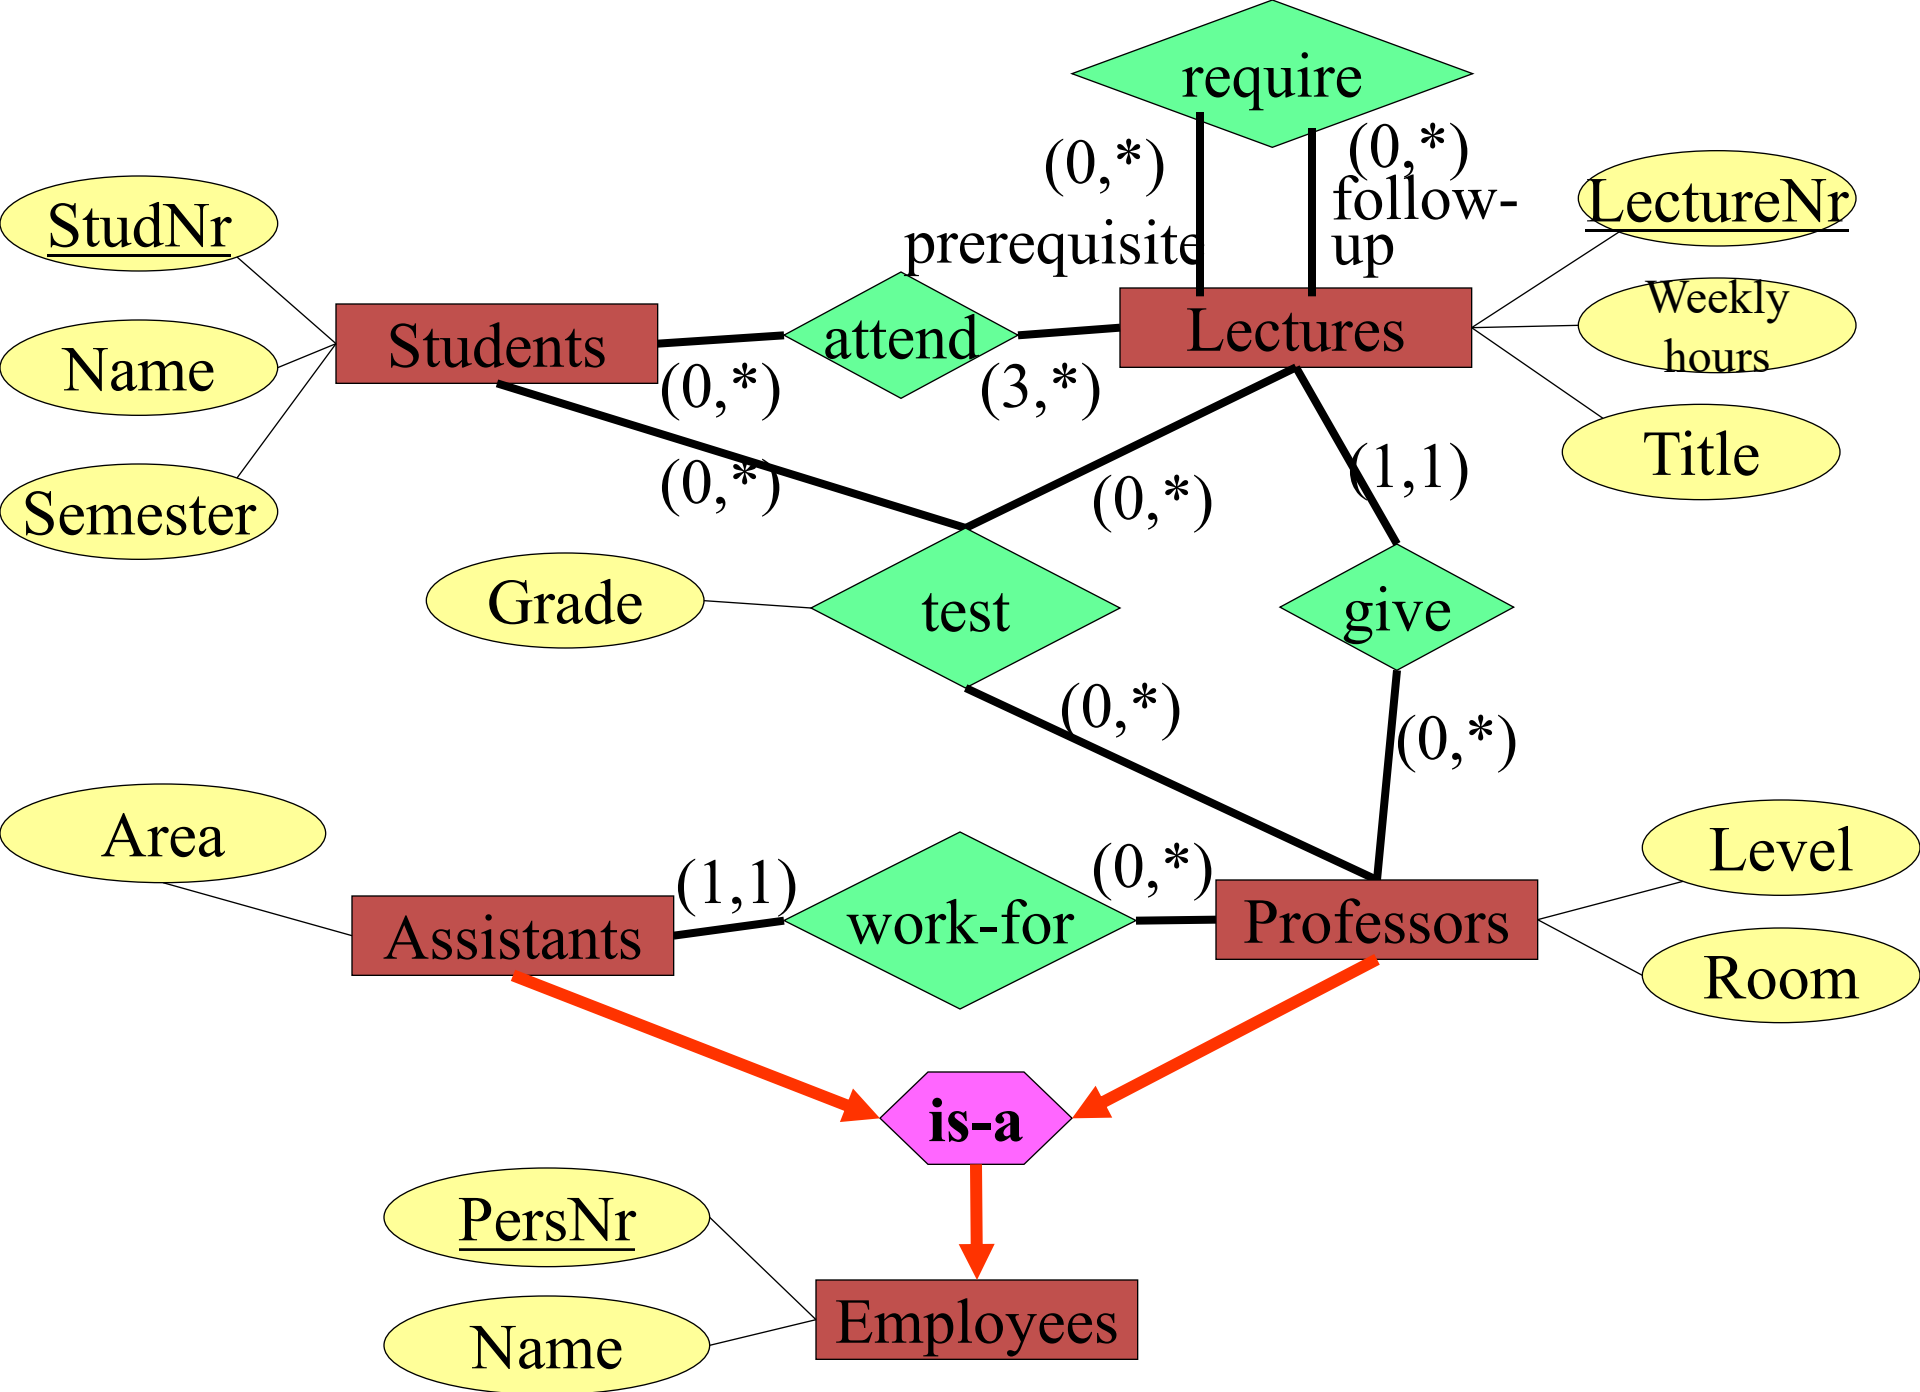 require
(0,*)
(0,*)
prerequisite
follow-
up
StudNr
LectureNr
Name
Students
attend
Lectures
Weekly
hours
(0,*)
(3,*)
Semester
(0,*)
(0,*)
(1,1)
Title
Grade
test
give
(0,*)
(0,*)
Area
(1,1)
(0,*)
Level
Assistants
work-for
Professors
Room
is-a
PersNr
Name
Employees